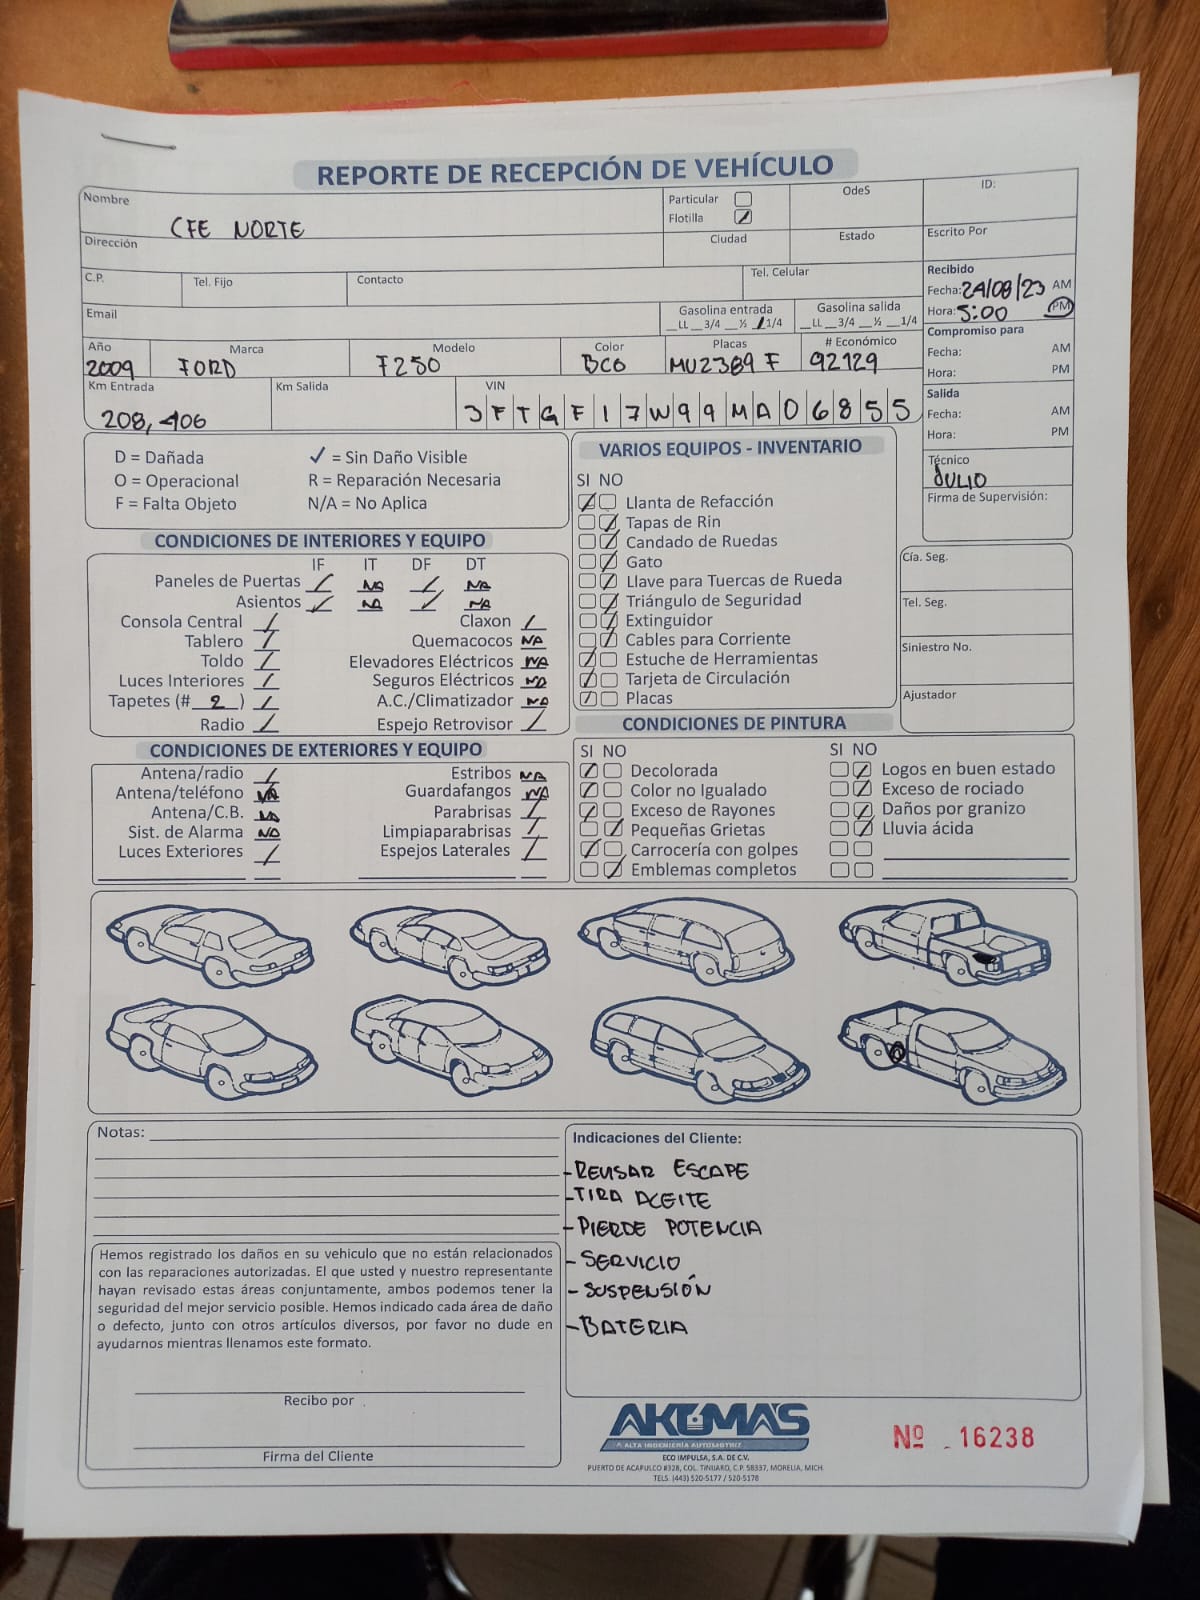 REPORTE DE RECEPCIÓN DE VEHÍCULO
Nombre CFE NORTE
Particular
Flotilla
OdeS
ID:
Dirección
Ciudad
Estado
Escrito Por
C.P.
Tel. Fijo
Contacto
Tel. Celular
Recibido
Fecha: 29/08/23 AM
Hora: 5:00 PM
Email
Gasolina entrada
__LL __3/4 __½ __1/4
Gasolina salida
__LL __3/4 __½ __1/4
Compromiso para
Fecha: AM
Hora: PM
Año 2009
Marca FORD
Modelo F250
Color BCO
Placas MU2389F
# Económico 92129
Km Entrada 208,406
Km Salida
VIN 3FTGF17W99MA06855
Salida
Fecha: AM
Hora: PM
Técnico JULIO
Firma de Supervisión:
D = Dañada
✓ = Sin Daño Visible
O = Operacional
R = Reparación Necesaria
F = Falta Objeto
N/A = No Aplica
CONDICIONES DE INTERIORES Y EQUIPO
IF IT DF DT
Paneles de Puertas / NA / NA
Asientos / NA / NA
Consola Central / Claxon /
Tablero / Quemacocos NA
Toldo / Elevadores Eléctricos NA
Luces Interiores / Seguros Eléctricos NA
Tapetes (# 2 ) / A.C./Climatizador NA
Radio / Espejo Retrovisor /
CONDICIONES DE EXTERIORES Y EQUIPO
Antena/radio / Estribos NA
Antena/teléfono NA Guardafangos NA
Antena/C.B. NA Parabrisas /
Sist. de Alarma NA Limpiaparabrisas /
Luces Exteriores / Espejos Laterales /
VARIOS EQUIPOS - INVENTARIO
SI NO
Llanta de Refacción
Tapas de Rin
Candado de Ruedas
Gato
Llave para Tuercas de Rueda
Triángulo de Seguridad
Extinguidor
Cables para Corriente
Estuche de Herramientas
Tarjeta de Circulación
Placas
Cía. Seg.
Tel. Seg.
Siniestro No.
Ajustador
CONDICIONES DE PINTURA
SI NO SI NO
Decolorada Logos en buen estado
Color no Igualado Exceso de rociado
Exceso de Rayones Daños por granizo
Pequeñas Grietas Lluvia ácida
Carrocería con golpes
Emblemas completos
Notas:
Hemos registrado los daños en su vehiculo que no están relacionados
con las reparaciones autorizadas. El que usted y nuestro representante
hayan revisado estas áreas conjuntamente, ambos podemos tener la
seguridad del mejor servicio posible. Hemos indicado cada área de daño
o defecto, junto con otros artículos diversos, por favor no dude en
ayudarnos mientras llenamos este formato.
Recibo por
Firma del Cliente
Indicaciones del Cliente:
- REVISAR ESCAPE
- TIRA ACEITE
- PIERDE POTENCIA
- SERVICIO
- SUSPENSIÓN
- BATERIA
AKUMA'S
ALTA INGENIERÍA AUTOMOTRIZ
ECO IMPULSA, S.A. DE C.V.
PUERTO DE ACAPULCO #328, COL. TINIJARO, C.P. 58337, MORELIA, MICH.
TELS. (443) 520-5177 / 520-5178
Nº 16238